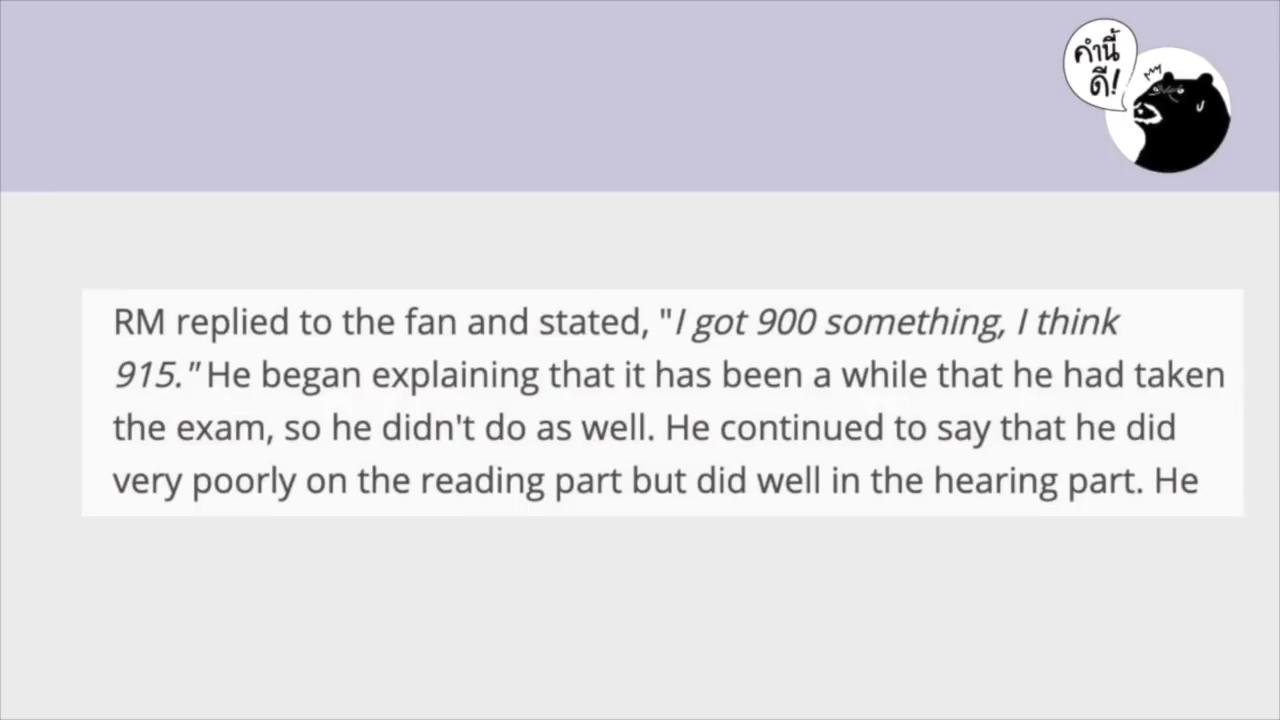 คำนี้
ดี!
RM replied to the fan and stated, "I got 900 something, I think
915." He began explaining that it has been a while that he had taken
the exam, so he didn't do as well. He continued to say that he did
very poorly on the reading part but did well in the hearing part. He